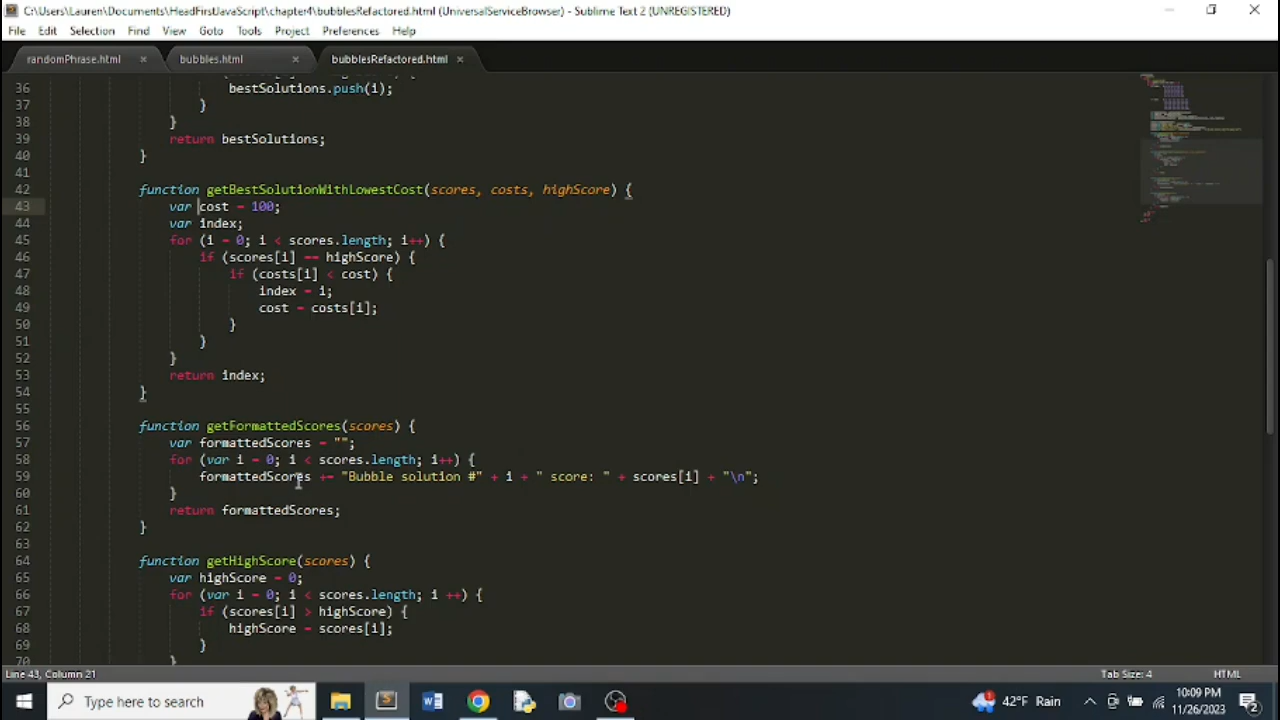 C:\Users\Lauren\Documents\HeadFirstJavaScript\chapter4\bubblesRefactored.html (UniversalServiceBrowser) - Sublime Text 2 (UNREGISTERED)
File Edit Selection Find View Goto Tools Project Preferences Help
randomPhrase.html × bubbles.html × bubblesRefactored.html ×
36
bestSolutions.push(i);
37 }
38 }
39 return bestSolutions;
40 }
41
42 function getBestSolutionWithLowestCost(scores, costs, highScore) {
43 var cost = 100;
44 var index;
45 for (i = 0; i < scores.length; i++) {
46 if (scores[i] == highScore) {
47 if (costs[i] < cost) {
48 index = i;
49 cost = costs[i];
50 }
51 }
52 }
53 return index;
54 }
55
56 function getFormattedScores(scores) {
57 var formattedScores = "";
58 for (var i = 0; i < scores.length; i++) {
59 formattedScores += "Bubble solution #" + i + " score: " + scores[i] + "\n";
60 }
61 return formattedScores;
62 }
63
64 function getHighScore(scores) {
65 var highScore = 0;
66 for (var i = 0; i < scores.length; i ++) {
67 if (scores[i] > highScore) {
68 highScore = scores[i];
69 }
70 }
Line 43, Column 21 Tab Size: 4 HTML
Type here to search 42°F Rain 10:09 PM
11/26/2023 2